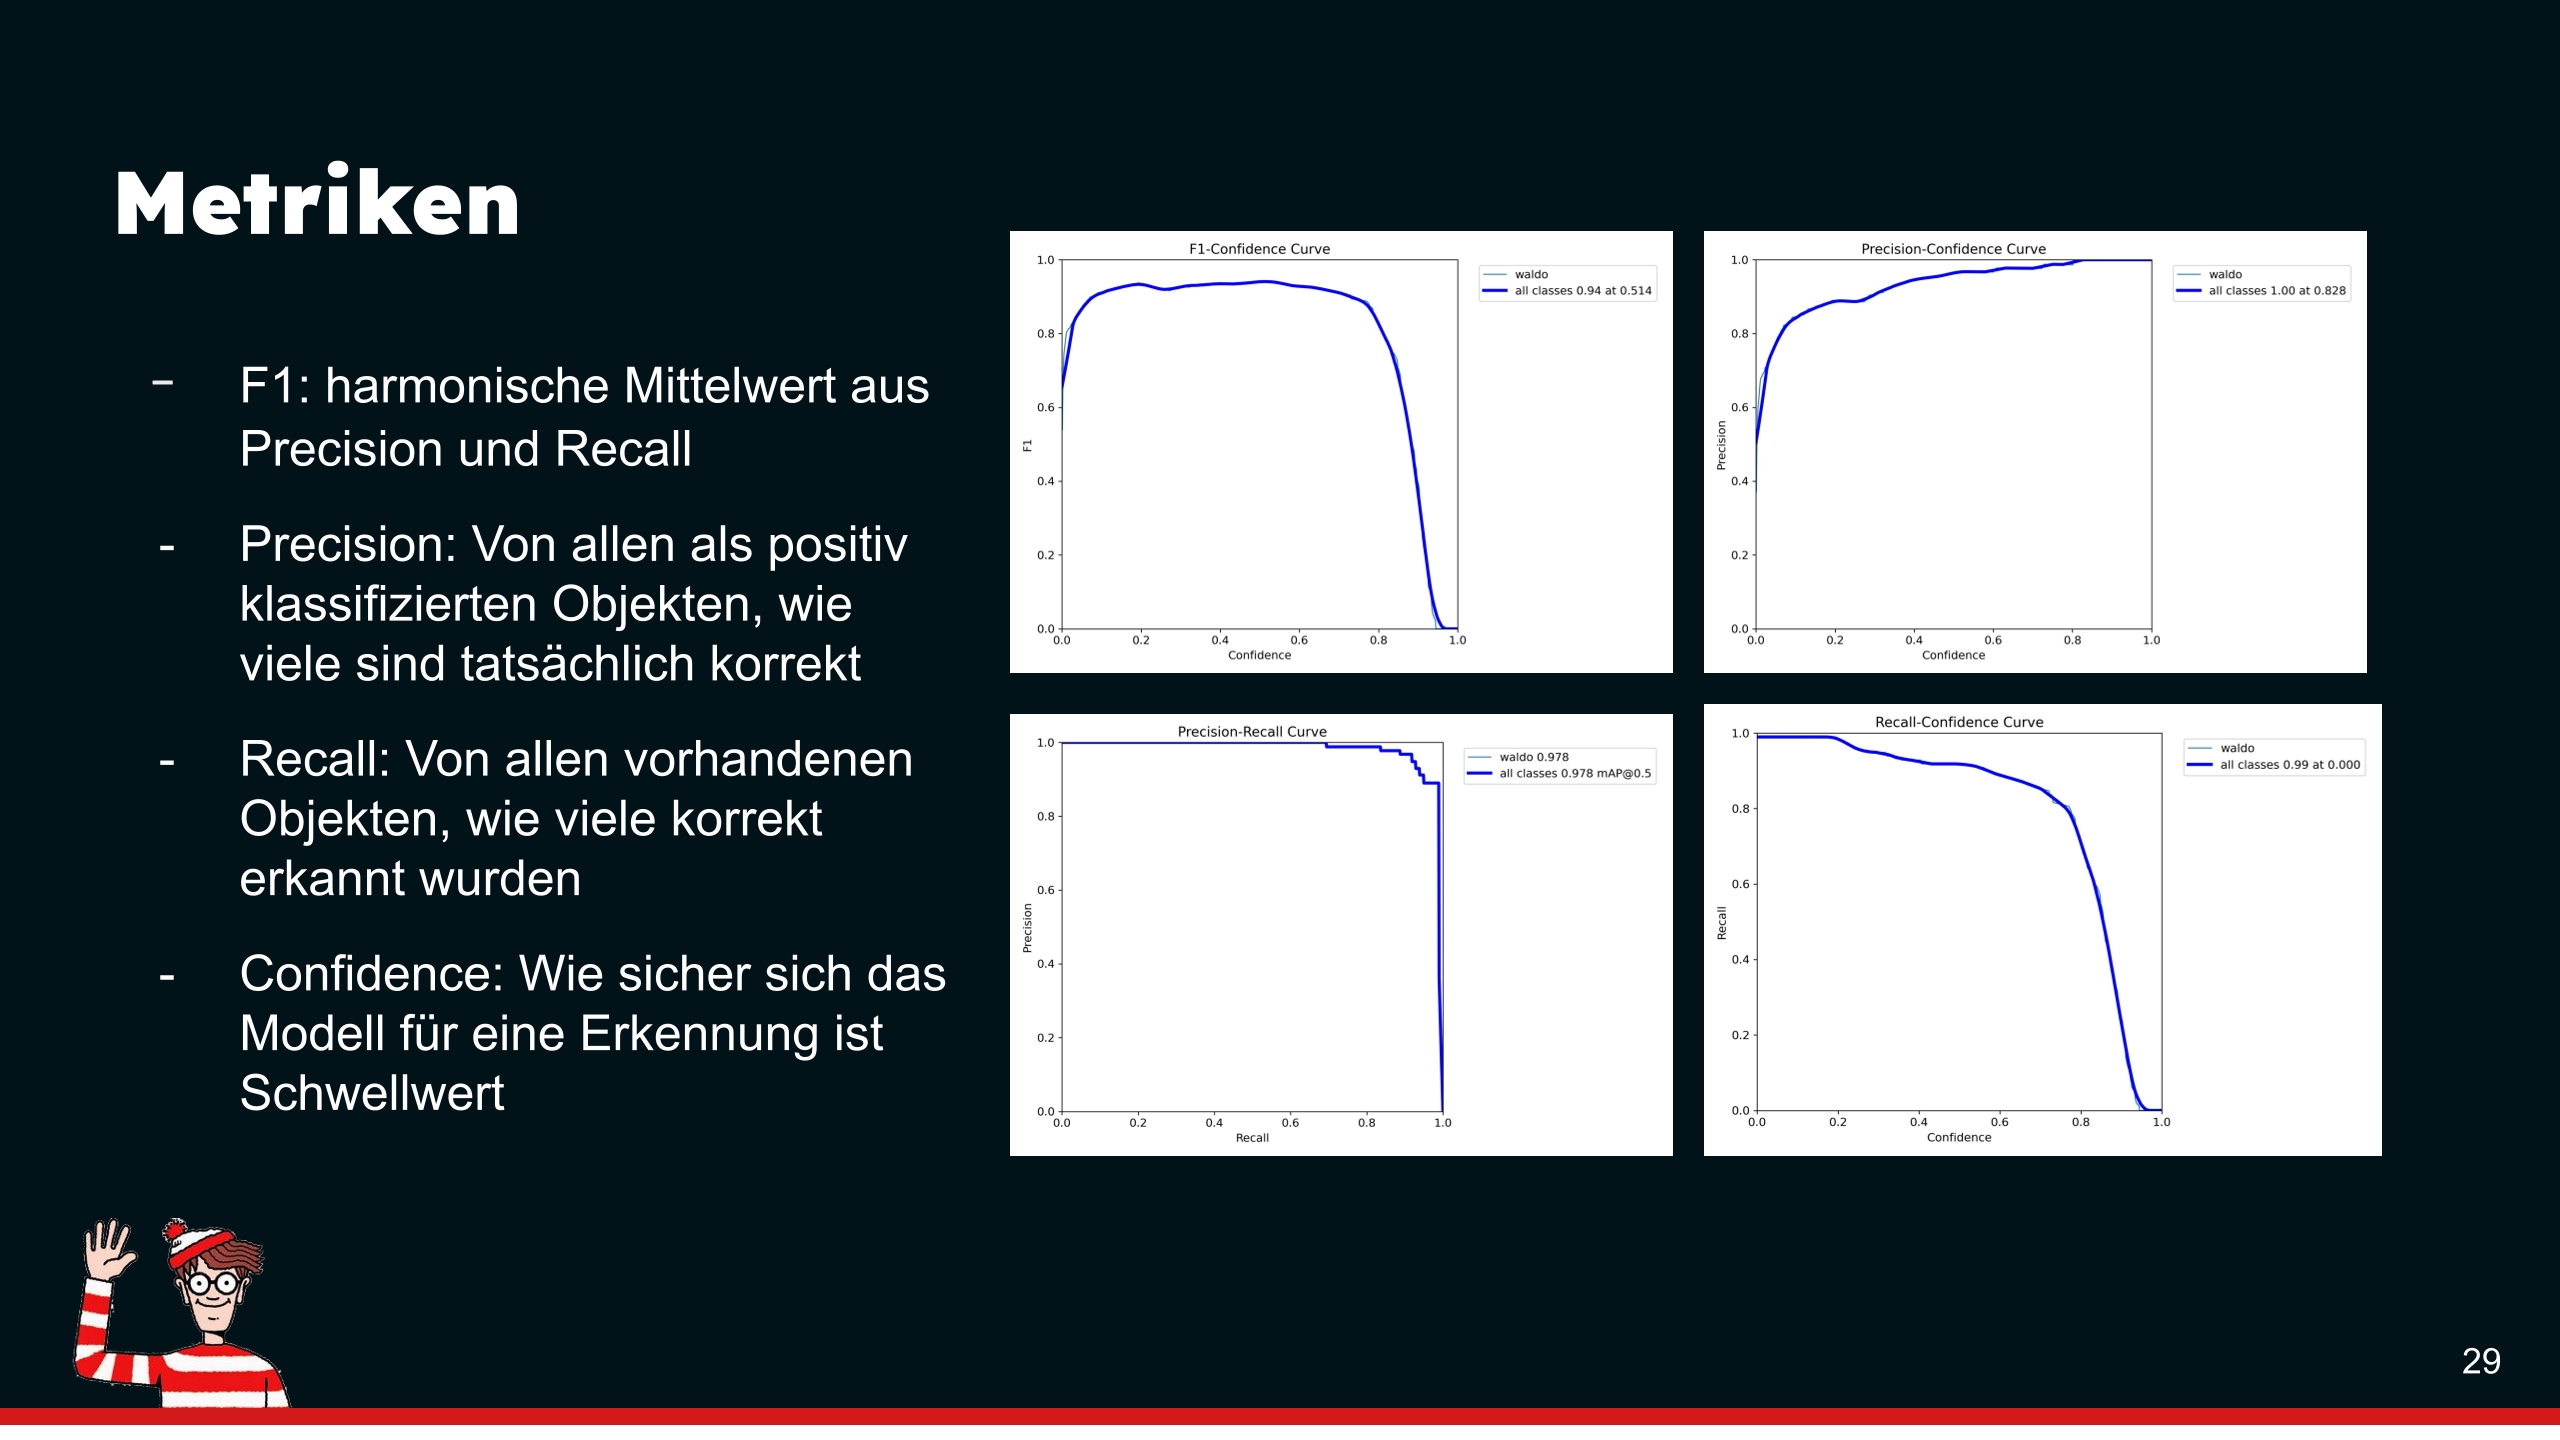 Metriken
- F1: harmonische Mittelwert aus
Precision und Recall
- Precision: Von allen als positiv
klassifizierten Objekten, wie
viele sind tatsächlich korrekt
- Recall: Von allen vorhandenen
Objekten, wie viele korrekt
erkannt wurden
- Confidence: Wie sicher sich das
Modell für eine Erkennung ist
Schwellwert
F1-Confidence Curve
1.0
0.8
0.6
0.4
0.2
0.0
F1
0.0 0.2 0.4 0.6 0.8 1.0
Confidence
waldo
all classes 0.94 at 0.514
Precision-Confidence Curve
1.0
0.8
0.6
0.4
0.2
0.0
Precision
0.0 0.2 0.4 0.6 0.8 1.0
Confidence
waldo
all classes 1.00 at 0.828
Precision-Recall Curve
1.0
0.8
0.6
0.4
0.2
0.0
Precision
0.0 0.2 0.4 0.6 0.8 1.0
Recall
waldo 0.978
all classes 0.978 mAP@0.5
Recall-Confidence Curve
1.0
0.8
0.6
0.4
0.2
0.0
Recall
0.0 0.2 0.4 0.6 0.8 1.0
Confidence
waldo
all classes 0.99 at 0.000
29